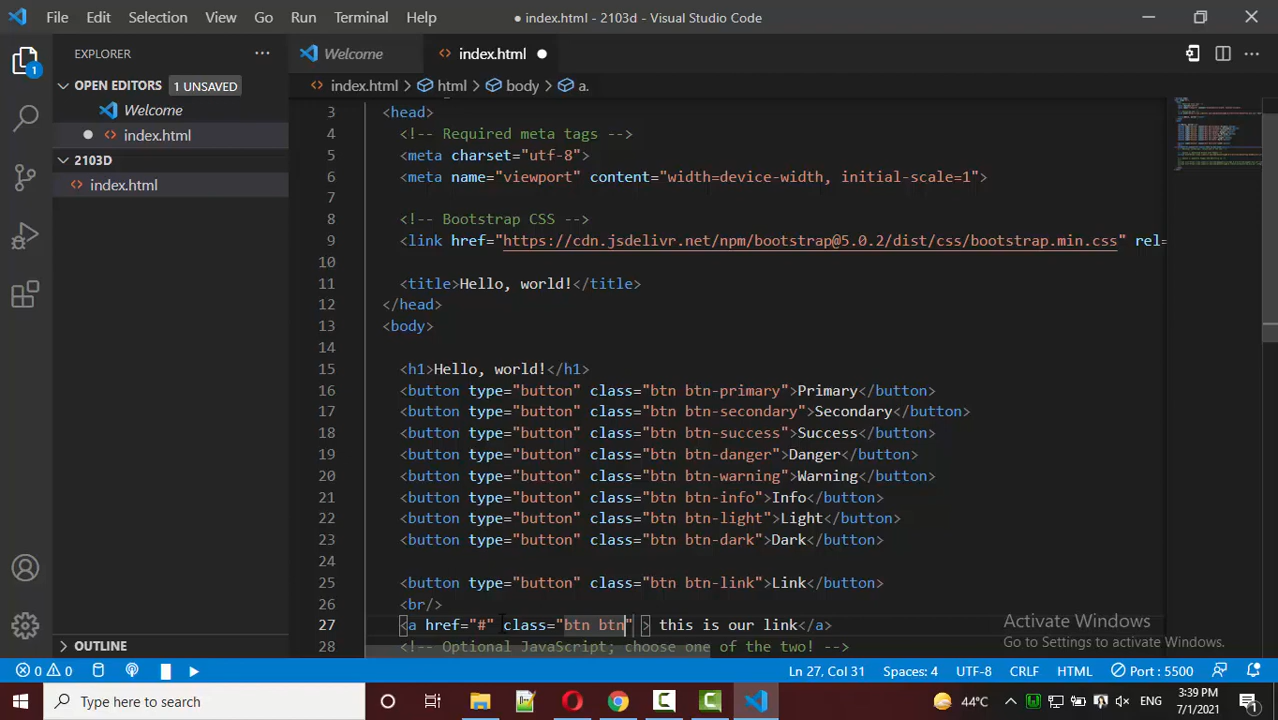 File Edit Selection View Go Run Terminal Help
● index.html - 2103d - Visual Studio Code
EXPLORER ···
OPEN EDITORS 1 UNSAVED
Welcome
index.html
2103D
index.html
OUTLINE
1
Welcome
index.html
index.html › html › body › a.
3 <head>
4 <!-- Required meta tags -->
5 <meta charset="utf-8">
6 <meta name="viewport" content="width=device-width, initial-scale=1">
7
8 <!-- Bootstrap CSS -->
9 <link href="https://cdn.jsdelivr.net/npm/bootstrap@5.0.2/dist/css/bootstrap.min.css" rel=
10
11 <title>Hello, world!</title>
12 </head>
13 <body>
14
15 <h1>Hello, world!</h1>
16 <button type="button" class="btn btn-primary">Primary</button>
17 <button type="button" class="btn btn-secondary">Secondary</button>
18 <button type="button" class="btn btn-success">Success</button>
19 <button type="button" class="btn btn-danger">Danger</button>
20 <button type="button" class="btn btn-warning">Warning</button>
21 <button type="button" class="btn btn-info">Info</button>
22 <button type="button" class="btn btn-light">Light</button>
23 <button type="button" class="btn btn-dark">Dark</button>
24
25 <button type="button" class="btn btn-link">Link</button>
26 <br/>
27 <a href="#" class="btn btn" > this is our link</a>
28 <!-- Optional JavaScript; choose one of the two! -->
Activate Windows
Go to Settings to activate Windows.
0 0 Ln 27, Col 31 Spaces: 4 UTF-8 CRLF HTML Port : 5500
Type here to search
44°C ENG
3:39 PM
7/1/2021
1